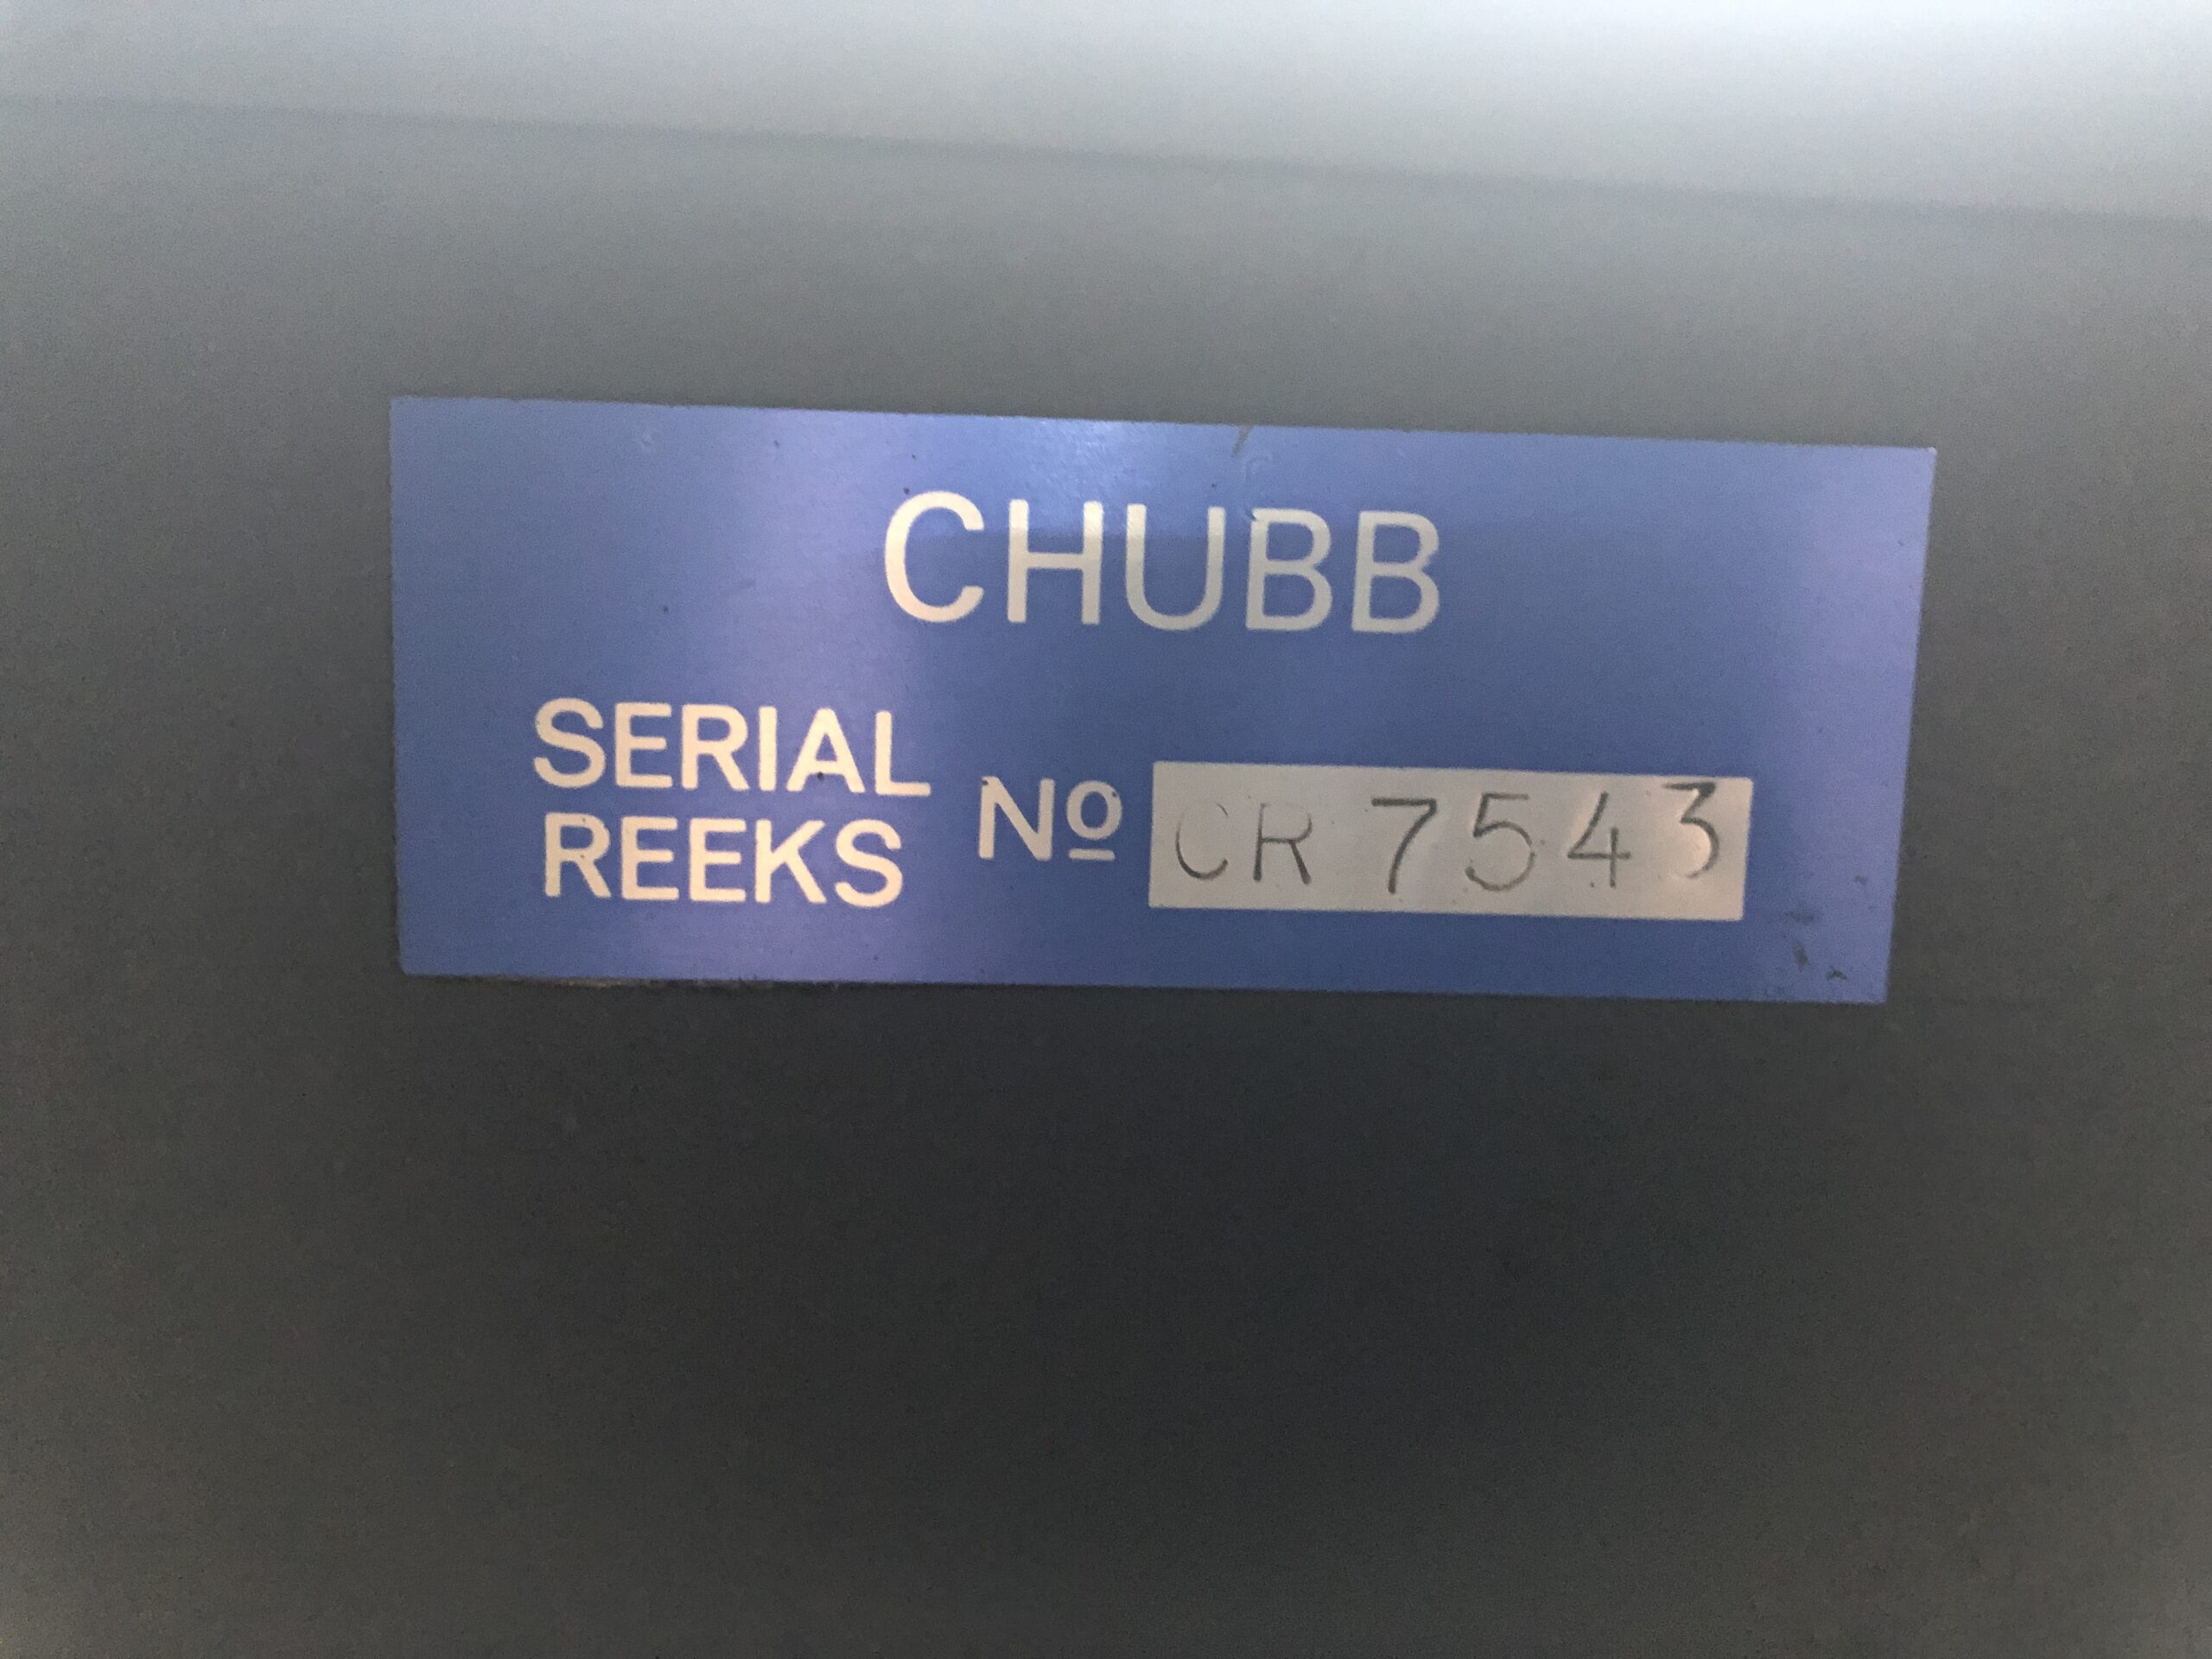 CHUBB
SERIAL
REEKS
Nº CR 7543